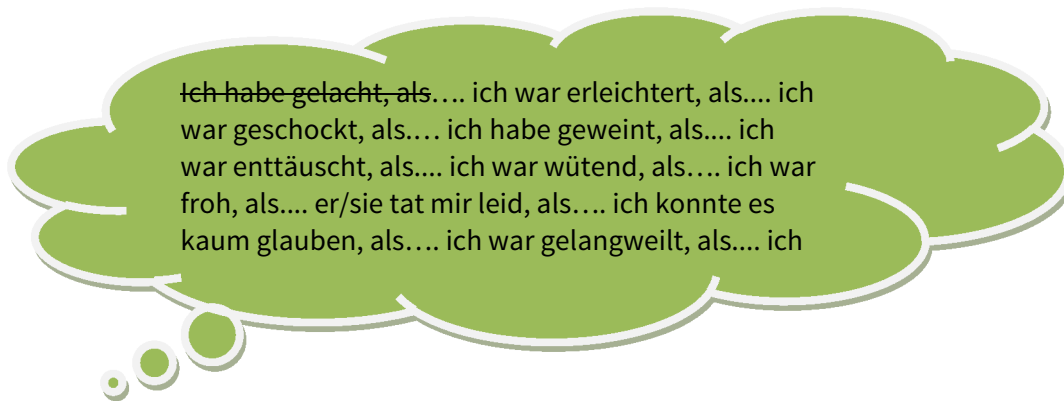 Ich habe gelacht, als…. ich war erleichtert, als.... ich
war geschockt, als.… ich habe geweint, als.... ich
war enttäuscht, als.... ich war wütend, als…. ich war
froh, als.... er/sie tat mir leid, als…. ich konnte es
kaum glauben, als…. ich war gelangweilt, als.... ich